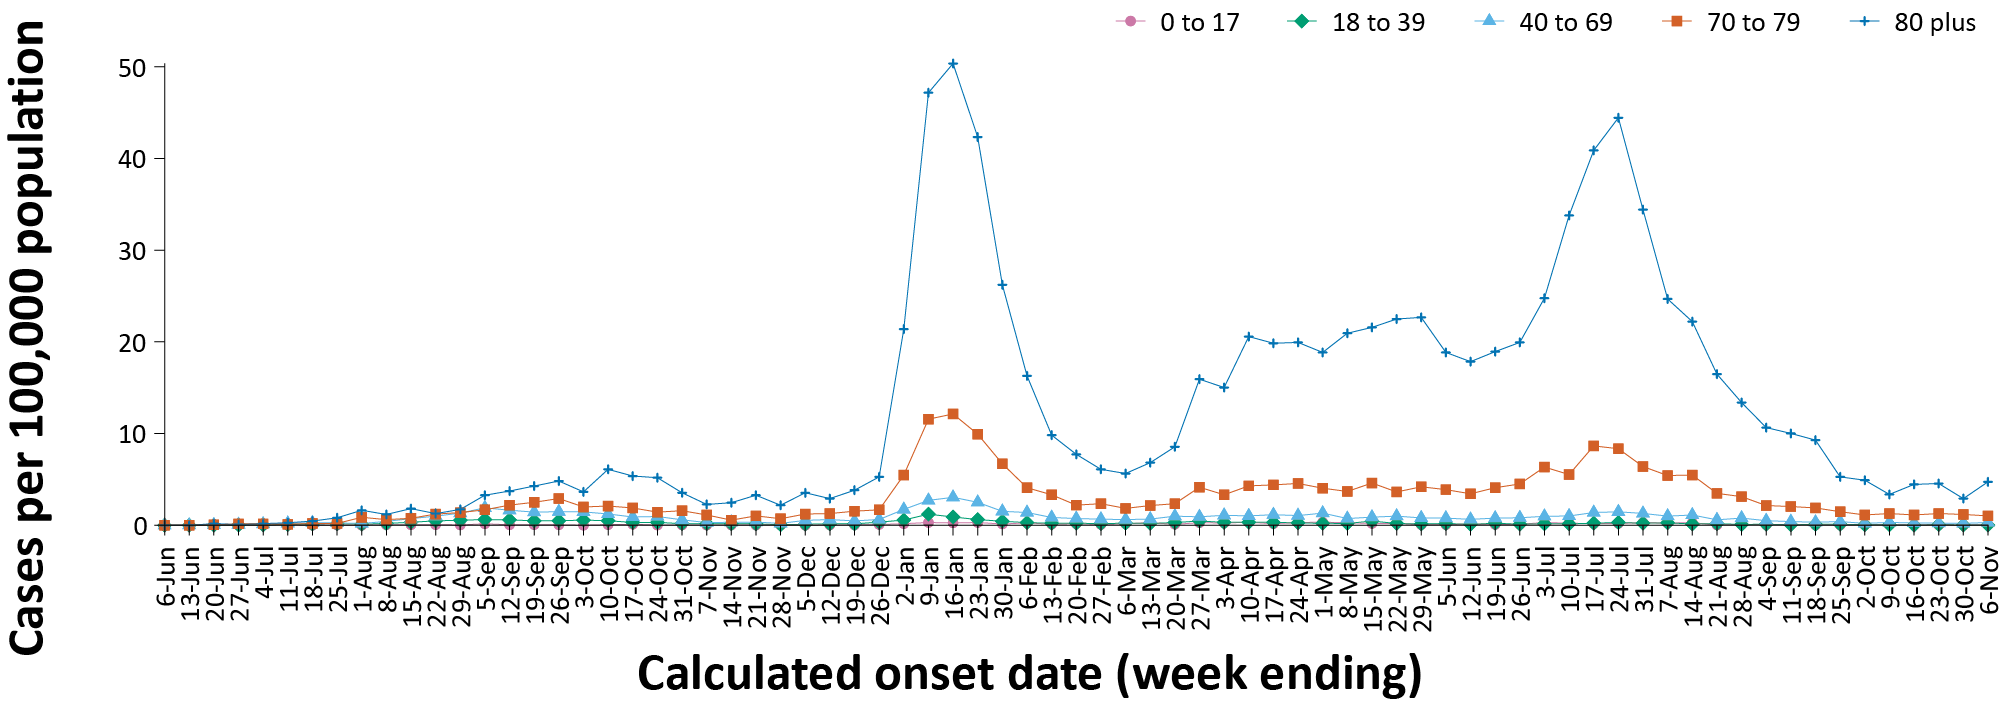 0 to 17 18 to 39 40 to 69 70 to 79 80 plus
Cases per 100,000 population
50
40
30
20
10
0
6-Jun 13-Jun 20-Jun 27-Jun 4-Jul 11-Jul 18-Jul 25-Jul 1-Aug 8-Aug 15-Aug 22-Aug 29-Aug 5-Sep 12-Sep 19-Sep 26-Sep 3-Oct 10-Oct 17-Oct 24-Oct 31-Oct 7-Nov 14-Nov 21-Nov 28-Nov 5-Dec 12-Dec 19-Dec 26-Dec 2-Jan 9-Jan 16-Jan 23-Jan 30-Jan 6-Feb 13-Feb 20-Feb 27-Feb 6-Mar 13-Mar 20-Mar 27-Mar 3-Apr 10-Apr 17-Apr 24-Apr 1-May 8-May 15-May 22-May 29-May 5-Jun 12-Jun 19-Jun 26-Jun 3-Jul 10-Jul 17-Jul 24-Jul 31-Jul 7-Aug 14-Aug 21-Aug 28-Aug 4-Sep 11-Sep 18-Sep 25-Sep 2-Oct 9-Oct 16-Oct 23-Oct 30-Oct 6-Nov
Calculated onset date (week ending)